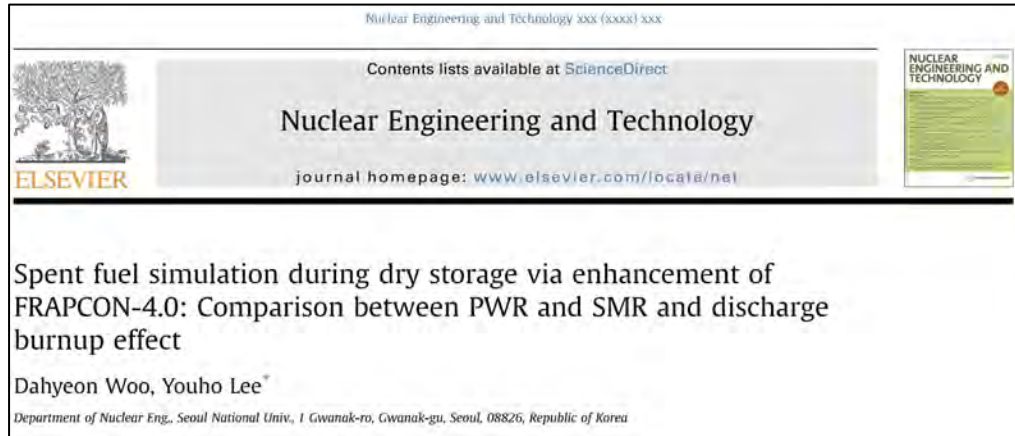 Nuclear Engineering and Technology xxx (xxxx) xxx
Contents lists available at ScienceDirect
Nuclear Engineering and Technology
journal homepage: www.elsevier.com/locate/net
ELSEVIER
NUCLEAR
ENGINEERING AND
TECHNOLOGY
Spent fuel simulation during dry storage via enhancement of
FRAPCON-4.0: Comparison between PWR and SMR and discharge
burnup effect
Dahyeon Woo, Youho Lee*
Department of Nuclear Eng., Seoul National Univ., 1 Gwanak-ro, Gwanak-gu, Seoul, 08826, Republic of Korea